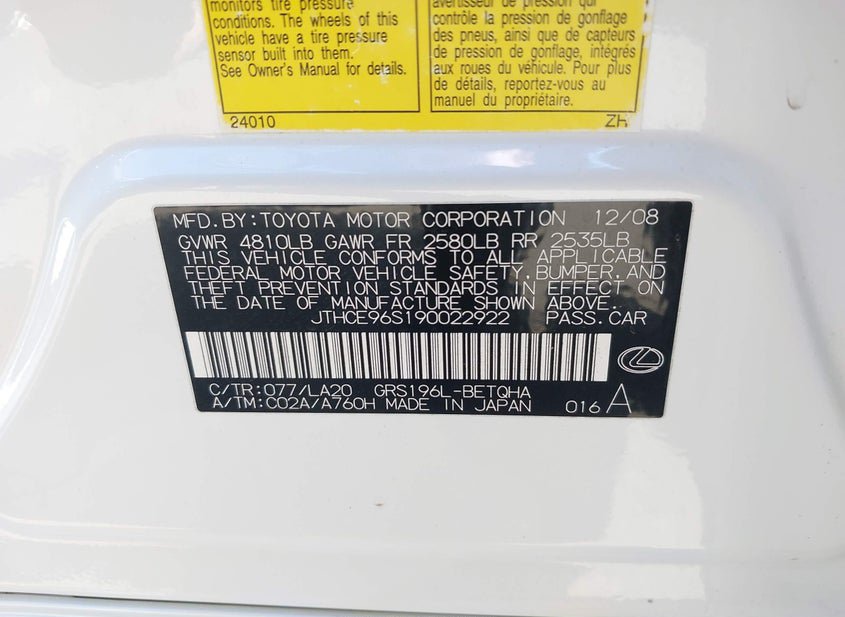 monitors tire pressure
conditions. The wheels of this
vehicle have a tire pressure
sensor built into them.
See Owner's Manual for details.
avertisseur de pression qui
contrôle la pression de gonflage
des pneus, ainsi que de capteurs
de pression de gonflage, intégrés
aux roues du véhicule. Pour plus
de détails, reportez-vous au
manuel du propriétaire.
24010 ZH
MFD.BY:TOYOTA MOTOR CORPORATION 12/08
GVWR 4810LB GAWR FR 2580LB RR 2535LB
THIS VEHICLE CONFORMS TO ALL APPLICABLE
FEDERAL MOTOR VEHICLE SAFETY,BUMPER,AND
THEFT PREVENTION STANDARDS IN EFFECT ON
THE DATE OF MANUFACTURE SHOWN ABOVE.
JTHCE96S190022922 PASS.CAR
C/TR:077/LA20 GRS196L-BETQHA
A/TM:C02A/A760H MADE IN JAPAN 016 A